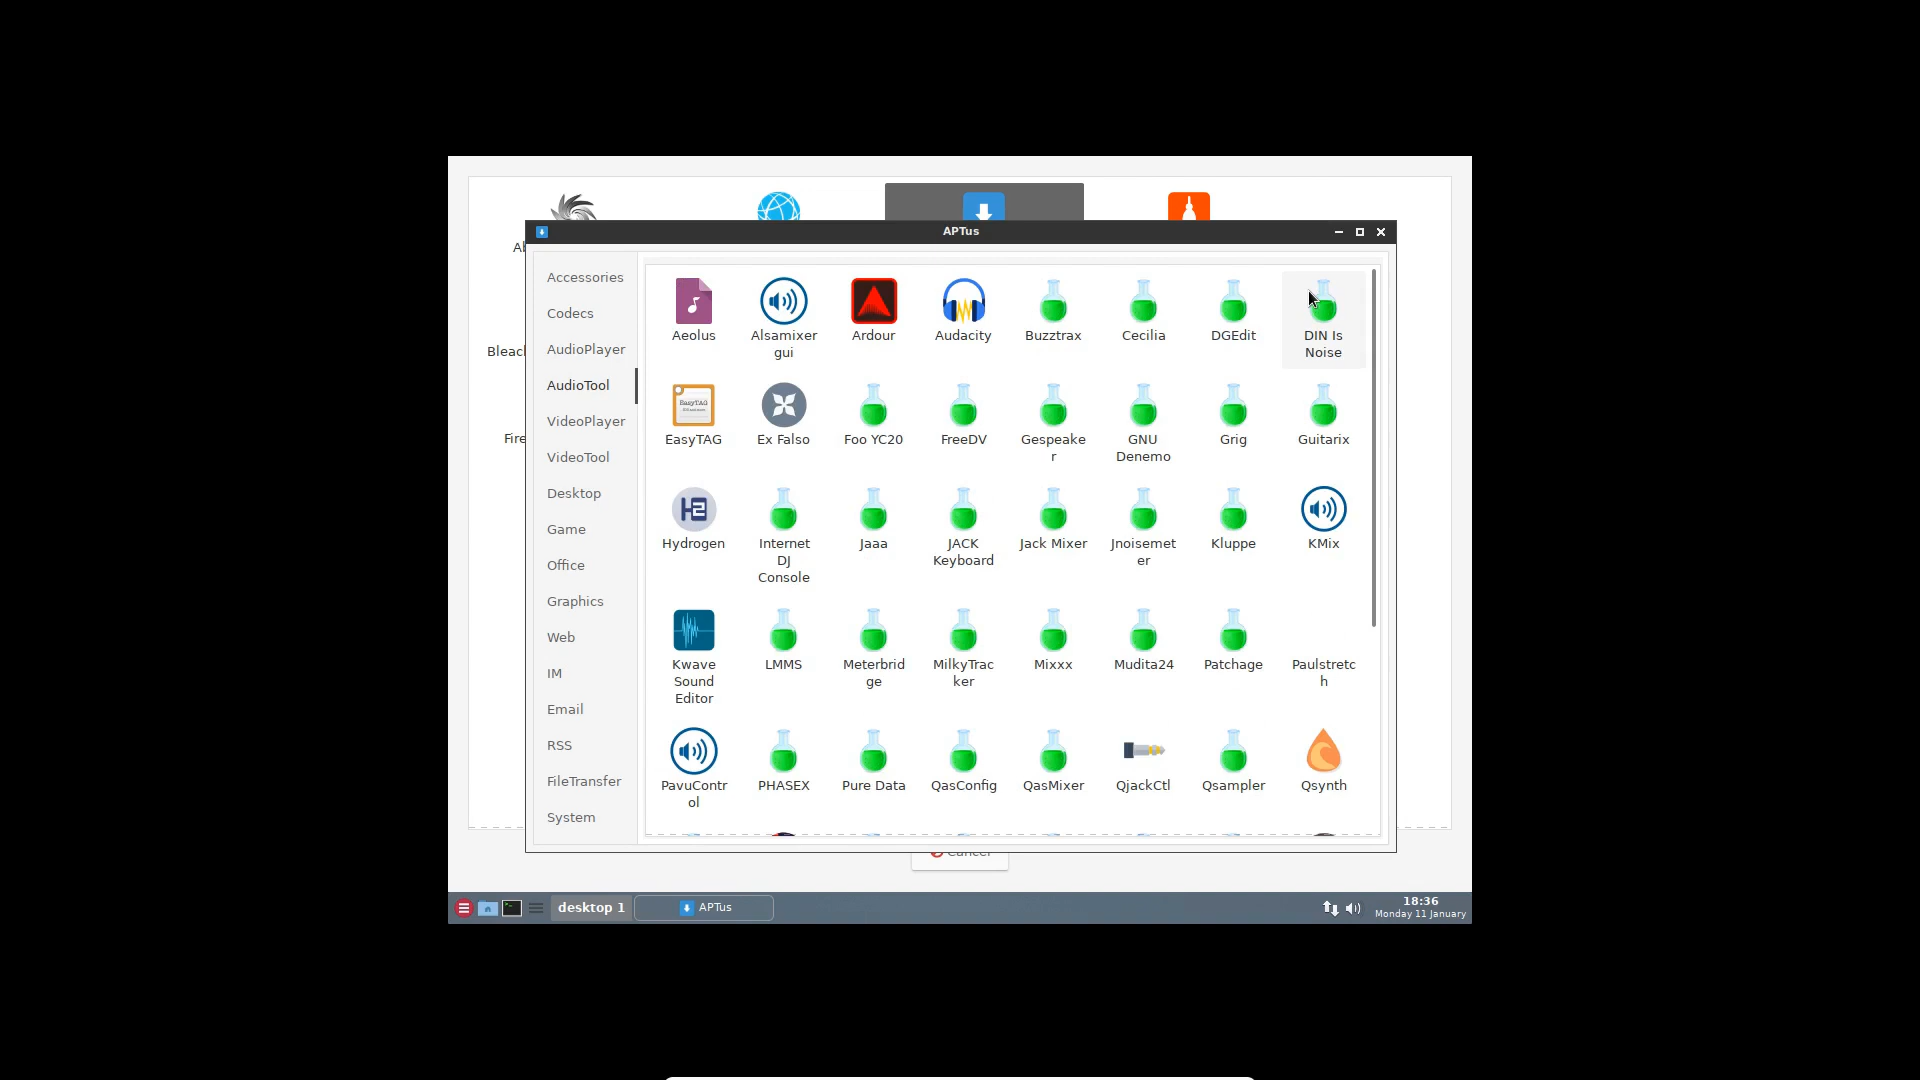 APTus
Ab
Bleach
Fire
Accessories
Codecs
AudioPlayer
AudioTool
VideoPlayer
VideoTool
Desktop
Game
Office
Graphics
Web
IM
Email
RSS
FileTransfer
System
Aeolus
Alsamixer
gui
Ardour
Audacity
Buzztrax
Cecilia
DGEdit
DIN Is
Noise
EasyTAG
EasyTAG
Ex Falso
Foo YC20
FreeDV
Gespeake
r
GNU
Denemo
Grig
Guitarix
Hydrogen
Internet
DJ
Console
Jaaa
JACK
Keyboard
Jack Mixer
Jnoisemet
er
Kluppe
KMix
Kwave
Sound
Editor
LMMS
Meterbrid
ge
MilkyTrac
ker
Mixxx
Mudita24
Patchage
Paulstretc
h
PavuContr
ol
PHASEX
Pure Data
QasConfig
QasMixer
QjackCtl
Qsampler
Qsynth
Cancel
desktop 1
APTus
18:36
Monday 11 January